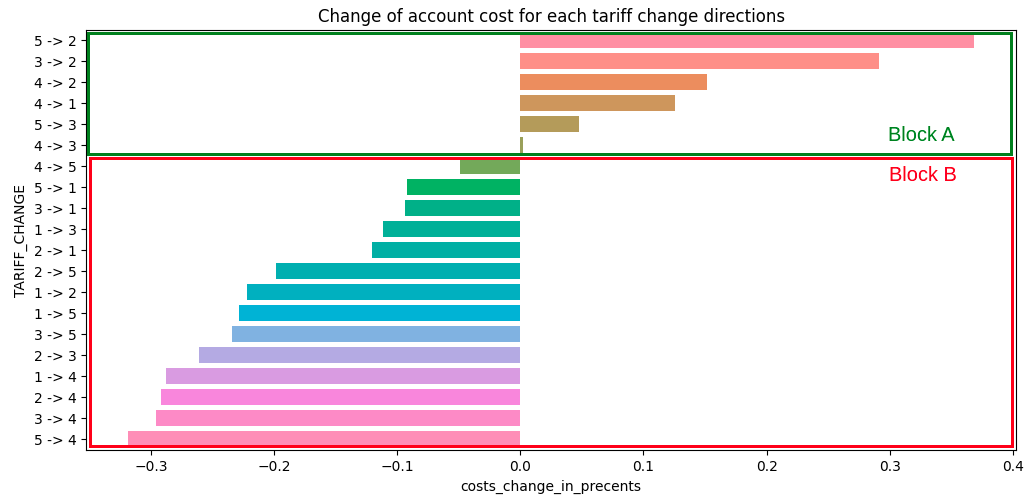 Change of account cost for each tariff change directions
5 -> 2
3 -> 2
4 -> 2
4 -> 1
5 -> 3
Block A
4 -> 3
4 -> 5
Block B
5 -> 1
3 -> 1
1 -> 3
2 -> 1
2 -> 5
1 -> 2
1 -> 5
3 -> 5
2 -> 3
1 -> 4
2 -> 4
3 -> 4
5 -> 4
TARIFF_CHANGE
−0.3 −0.2 −0.1 0.0 0.1 0.2 0.3 0.4
costs_change_in_precents